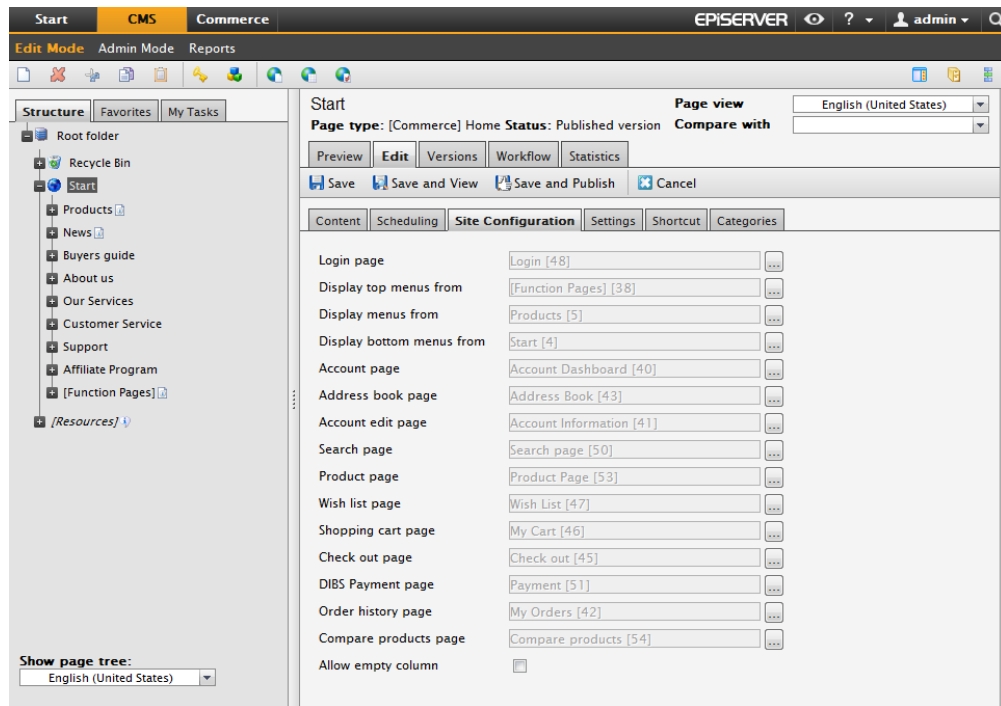 Start CMS Commerce EPiSERVER ? admin
Edit Mode Admin Mode Reports
Structure Favorites My Tasks
Root folder
Recycle Bin
Start
Products
News
Buyers guide
About us
Our Services
Customer Service
Support
Affiliate Program
[Function Pages]
[Resources]
Show page tree:
English (United States)
Start Page view English (United States)
Page type: [Commerce] Home Status: Published version Compare with
Preview Edit Versions Workflow Statistics
Save Save and View Save and Publish Cancel
Content Scheduling Site Configuration Settings Shortcut Categories
Login page Login [48] ...
Display top menus from [Function Pages] [38] ...
Display menus from Products [5] ...
Display bottom menus from Start [4] ...
Account page Account Dashboard [40] ...
Address book page Address Book [43] ...
Account edit page Account Information [41] ...
Search page Search page [50] ...
Product page Product Page [53] ...
Wish list page Wish List [47] ...
Shopping cart page My Cart [46] ...
Check out page Check out [45] ...
DIBS Payment page Payment [51] ...
Order history page My Orders [42] ...
Compare products page Compare products [54] ...
Allow empty column